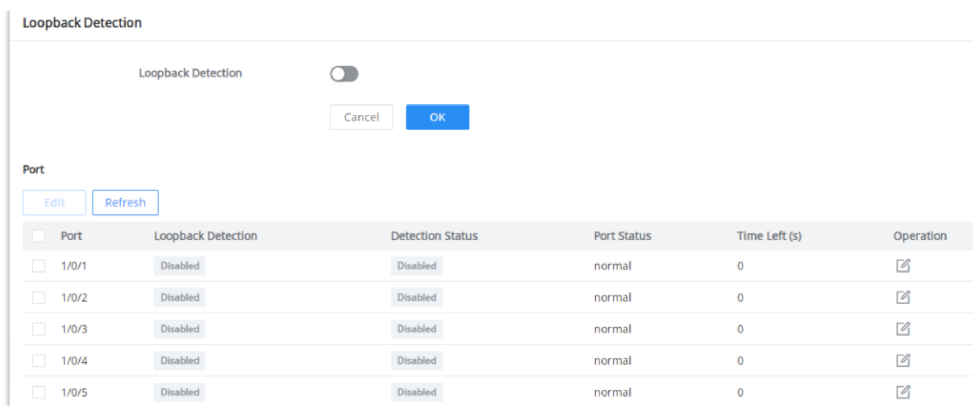 Loopback Detection
Loopback Detection
Cancel OK
Port
Edit Refresh
Port Loopback Detection Detection Status Port Status Time Left (s) Operation
1/0/1 Disabled Disabled normal 0
1/0/2 Disabled Disabled normal 0
1/0/3 Disabled Disabled normal 0
1/0/4 Disabled Disabled normal 0
1/0/5 Disabled Disabled normal 0